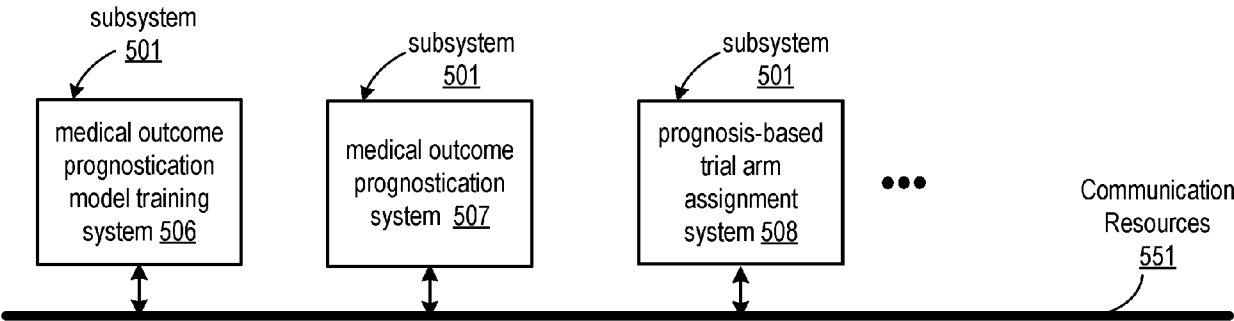 subsystem
501
medical outcome
prognostication
model training
system 506
subsystem
501
medical outcome
prognostication
system 507
subsystem
501
prognosis-based
trial arm
assignment
system 508
Communication
Resources
551